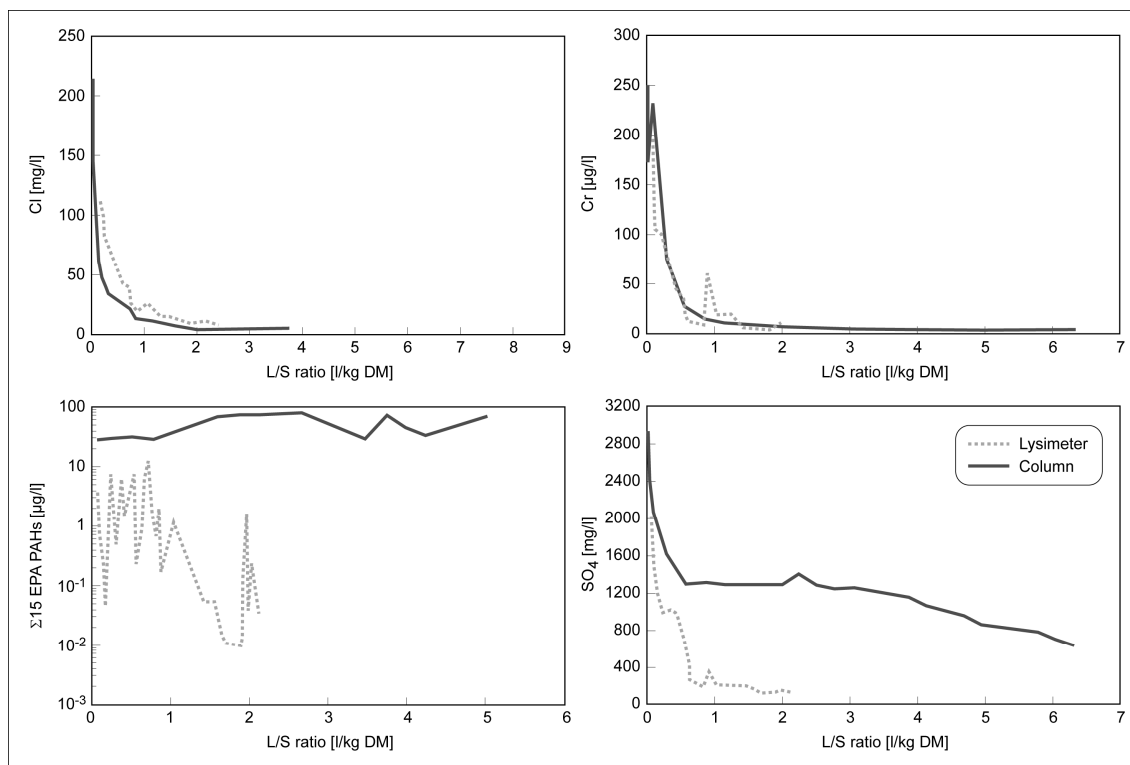 250
200
150
100
50
0
Cl [mg/l]
0 1 2 3 4 5 6 7 8 9
L/S ratio [l/kg DM]
300
250
200
150
100
50
0
Cr [µg/l]
0 1 2 3 4 5 6 7
L/S ratio [l/kg DM]
100
10
1
10-1
10-2
10-3
Σ15 EPA PAHs [µg/l]
0 1 2 3 4 5 6
L/S ratio [l/kg DM]
3200
2800
2400
2000
1600
1200
800
400
0
SO4 [mg/l]
Lysimeter
Column
0 1 2 3 4 5 6 7
L/S ratio [l/kg DM]